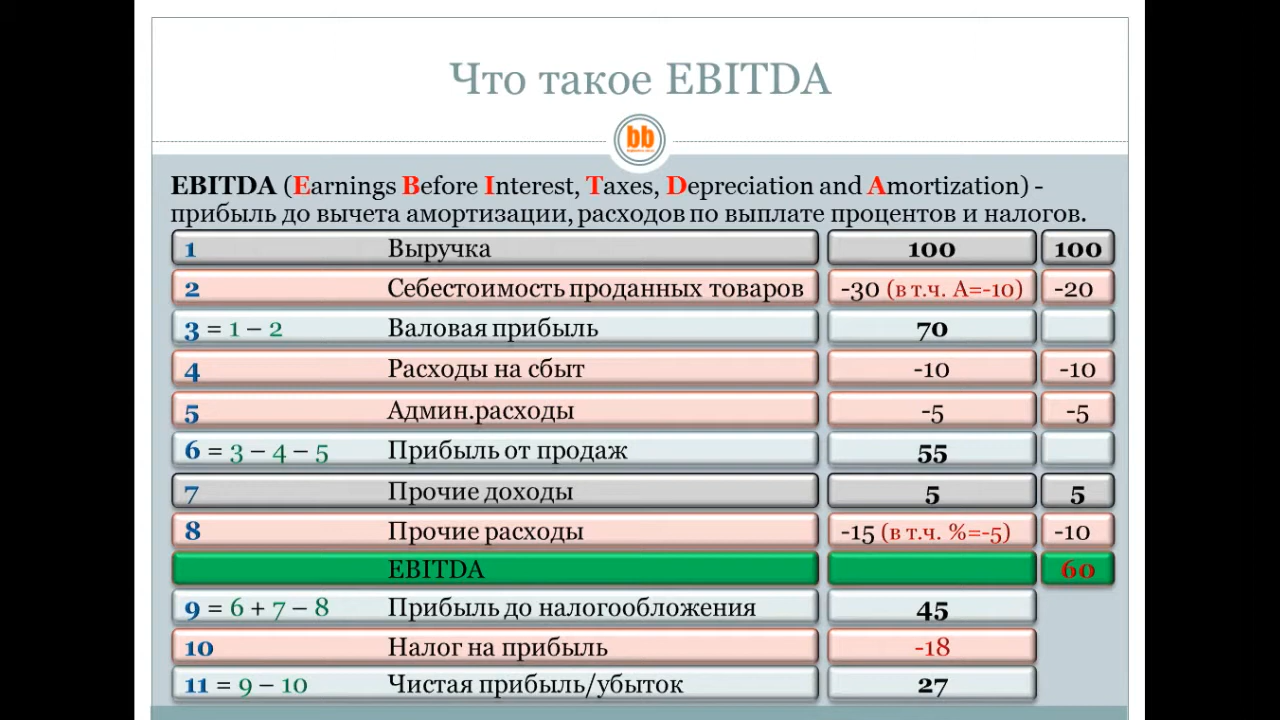 Что такое EBITDA
bb
EBITDA (Earnings Before Interest, Taxes, Depreciation and Amortization) -
прибыль до вычета амортизации, расходов по выплате процентов и налогов.
1 Выручка 100 100
2 Себестоимость проданных товаров -30 (в т.ч. А=-10) -20
3 = 1 – 2 Валовая прибыль 70
4 Расходы на сбыт -10 -10
5 Админ.расходы -5 -5
6 = 3 – 4 – 5 Прибыль от продаж 55
7 Прочие доходы 5 5
8 Прочие расходы -15 (в т.ч. %=-5) -10
EBITDA 60
9 = 6 + 7 – 8 Прибыль до налогообложения 45
10 Налог на прибыль -18
11 = 9 – 10 Чистая прибыль/убыток 27